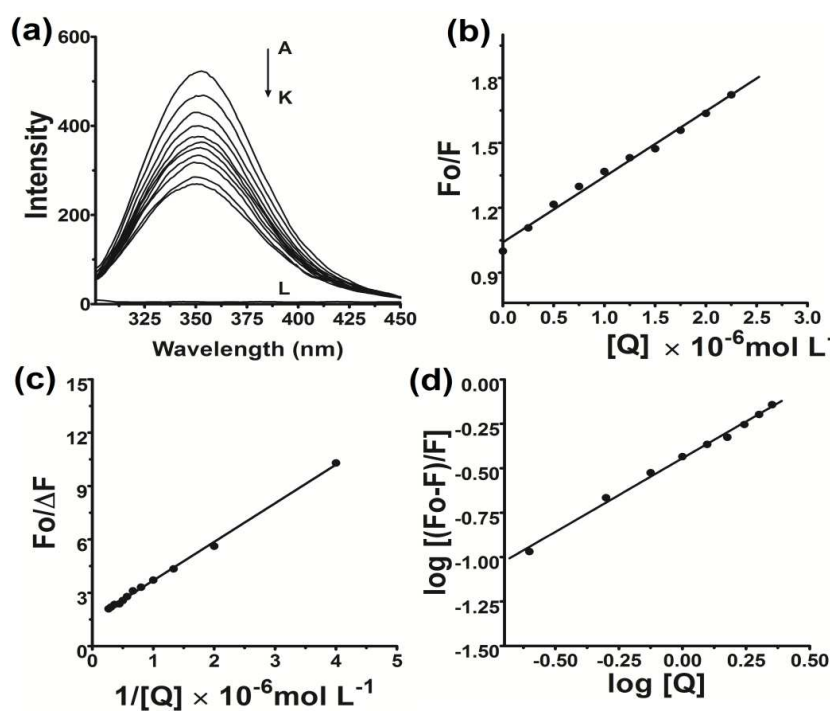 (a)
600
400
200
0
A
K
L
325 350 375 400 425 450
Intensity
Wavelength (nm)
(b)
1.8
1.5
1.2
0.9
Fo/F
0.0 0.5 1.0 1.5 2.0 2.5 3.0
[Q] × 10⁻⁶mol L⁻
(c)
15
12
9
6
3
0
Fo/ΔF
0 1 2 3 4 5
1/[Q] × 10⁻⁶mol L⁻¹
(d)
0.00
-0.25
-0.50
-0.75
-1.00
-1.25
-1.50
log [(Fo-F)/F]
-0.50 -0.25 0.00 0.25 0.50
log [Q]